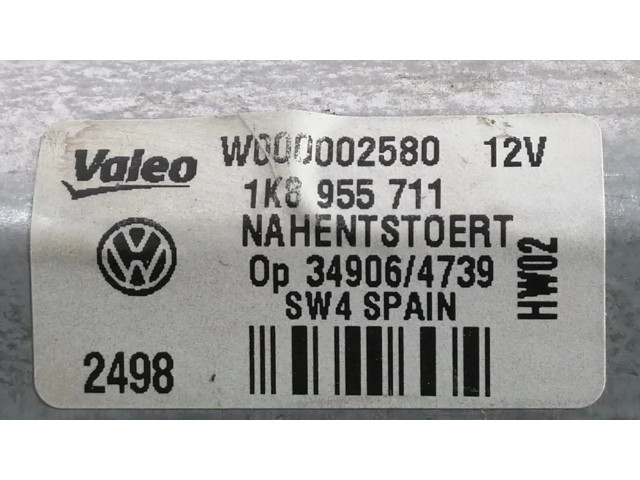 Valeo W000002580 12V
1K8 955 711
NAHENTSTOERT
Op 34906/4739
SW4 SPAIN
HW02
2498